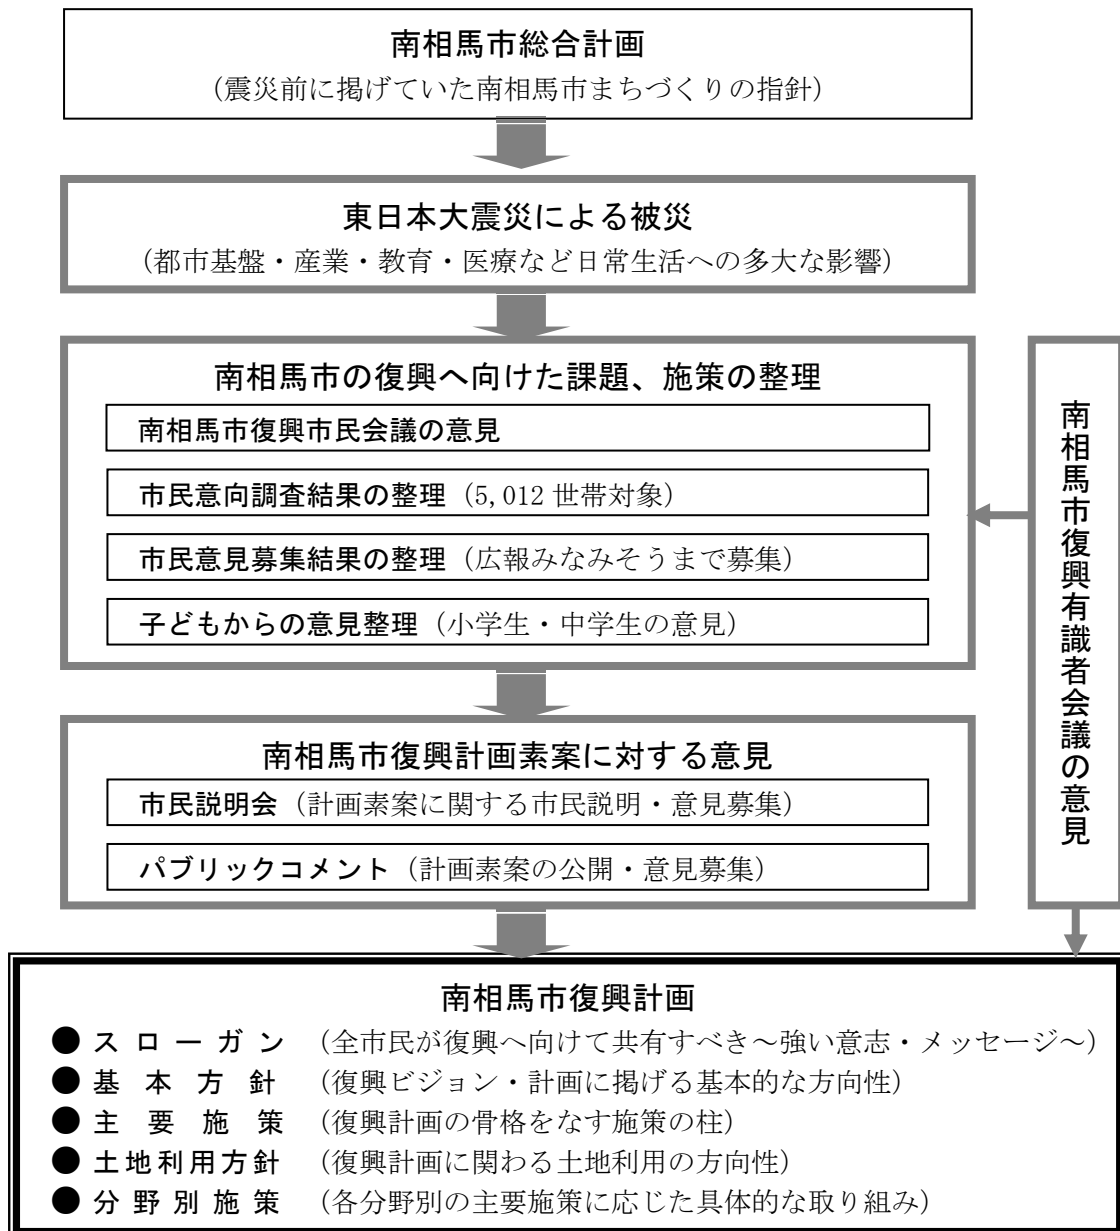 南相馬市総合計画
（震災前に掲げていた南相馬市まちづくりの指針）
東日本大震災による被災
（都市基盤・産業・教育・医療など日常生活への多大な影響）
南相馬市の復興へ向けた課題、施策の整理
南相馬市復興市民会議の意見
市民意向調査結果の整理（5,012 世帯対象）
市民意見募集結果の整理（広報みなみそうまで募集）
子どもからの意見整理（小学生・中学生の意見）
南相馬市復興有識者会議の意見
南相馬市復興計画素案に対する意見
市民説明会（計画素案に関する市民説明・意見募集）
パブリックコメント（計画素案の公開・意見募集）
南相馬市復興計画
●スローガン（全市民が復興へ向けて共有すべき～強い意志・メッセージ～）
●基本方針（復興ビジョン・計画に掲げる基本的な方向性）
●主要施策（復興計画の骨格をなす施策の柱）
●土地利用方針（復興計画に関わる土地利用の方向性）
●分野別施策（各分野別の主要施策に応じた具体的な取り組み）